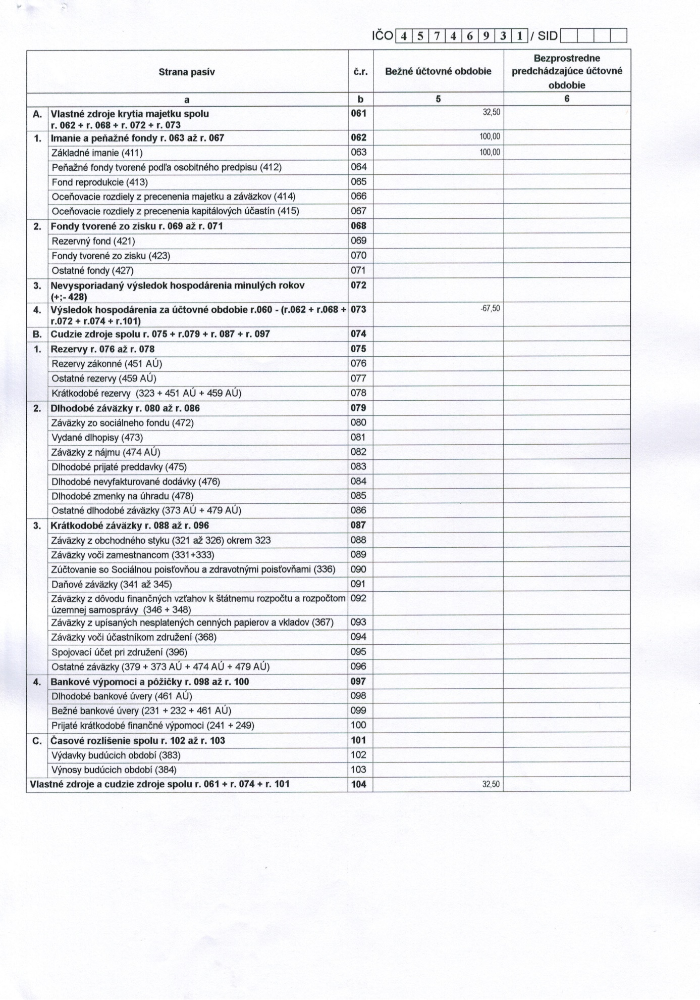 IČO 4 5 7 4 6 9 3 1 / SID
Strana pasív č.r. Bežné účtovné obdobie Bezprostredne predchádzajúce účtovné obdobie
a b 5 6
A. Vlastné zdroje krytia majetku spolu 061 32,50
r. 062 + r. 068 + r. 072 + r. 073
1. Imanie a peňažné fondy r. 063 až r. 067 062 100,00
Základné imanie (411) 063 100,00
Peňažné fondy tvorené podľa osobitného predpisu (412) 064
Fond reprodukcie (413) 065
Oceňovacie rozdiely z precenenia majetku a záväzkov (414) 066
Oceňovacie rozdiely z precenenia kapitálových účastín (415) 067
2. Fondy tvorené zo zisku r. 069 až r. 071 068
Rezervný fond (421) 069
Fondy tvorené zo zisku (423) 070
Ostatné fondy (427) 071
3. Nevysporiadaný výsledok hospodárenia minulých rokov 072
(+;- 428)
4. Výsledok hospodárenia za účtovné obdobie r.060 - (r.062 + r.068 + 073 -67,50
r.072 + r.074 + r.101)
B. Cudzie zdroje spolu r. 075 + r.079 + r. 087 + r. 097 074
1. Rezervy r. 076 až r. 078 075
Rezervy zákonné (451 AÚ) 076
Ostatné rezervy (459 AÚ) 077
Krátkodobé rezervy (323 + 451 AÚ + 459 AÚ) 078
2. Dlhodobé záväzky r. 080 až r. 086 079
Záväzky zo sociálneho fondu (472) 080
Vydané dlhopisy (473) 081
Záväzky z nájmu (474 AÚ) 082
Dlhodobé prijaté preddavky (475) 083
Dlhodobé nevyfakturované dodávky (476) 084
Dlhodobé zmenky na úhradu (478) 085
Ostatné dlhodobé záväzky (373 AÚ + 479 AÚ) 086
3. Krátkodobé záväzky r. 088 až r. 096 087
Záväzky z obchodného styku (321 až 326) okrem 323 088
Záväzky voči zamestnancom (331+333) 089
Zúčtovanie so Sociálnou poisťovňou a zdravotnými poisťovňami (336) 090
Daňové záväzky (341 až 345) 091
Záväzky z dôvodu finančných vzťahov k štátnemu rozpočtu a rozpočtom 092
územnej samosprávy (346 + 348)
Záväzky z upísaných nesplatených cenných papierov a vkladov (367) 093
Záväzky voči účastníkom združení (368) 094
Spojovací účet pri združení (396) 095
Ostatné záväzky (379 + 373 AÚ + 474 AÚ + 479 AÚ) 096
4. Bankové výpomoci a pôžičky r. 098 až r. 100 097
Dlhodobé bankové úvery (461 AÚ) 098
Bežné bankové úvery (231 + 232 + 461 AÚ) 099
Prijaté krátkodobé finančné výpomoci (241 + 249) 100
C. Časové rozlíšenie spolu r. 102 až r. 103 101
Výdavky budúcich období (383) 102
Výnosy budúcich období (384) 103
Vlastné zdroje a cudzie zdroje spolu r. 061 + r. 074 + r. 101 104 32,50